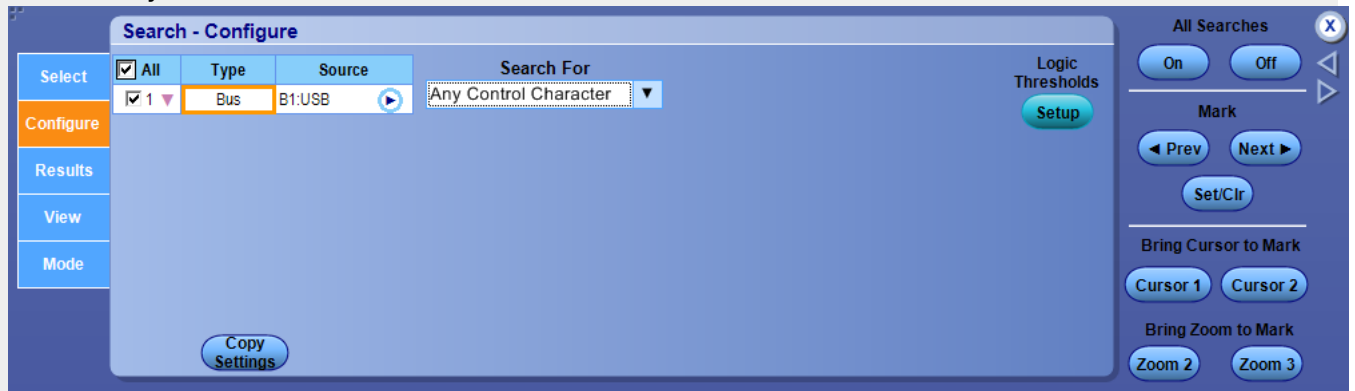 Search - Configure
Select
Configure
Results
View
Mode
All Type Source
1 Bus B1:USB
Search For
Any Control Character
Logic
Thresholds
Setup
Copy
Settings
All Searches
X
On Off
Mark
Prev Next
Set/Clr
Bring Cursor to Mark
Cursor 1 Cursor 2
Bring Zoom to Mark
Zoom 2 Zoom 3